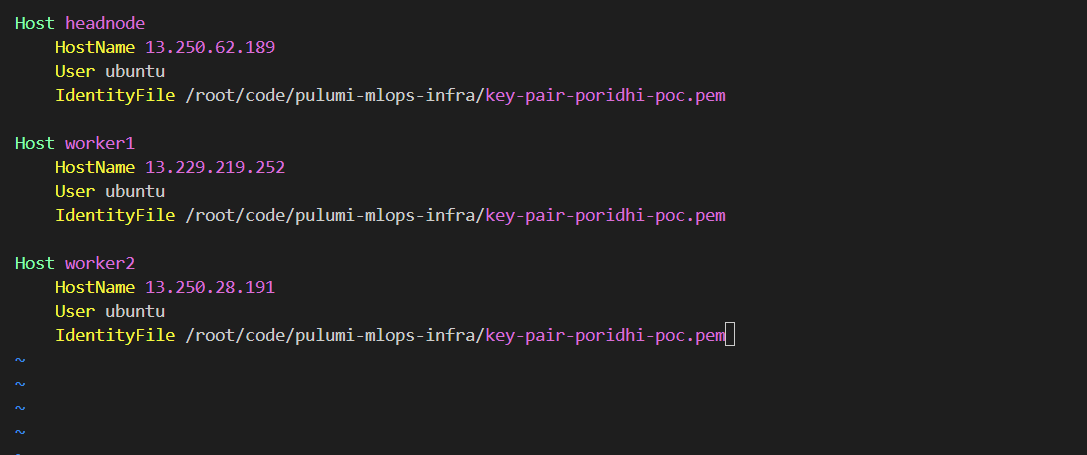 Host headnode
    HostName 13.250.62.189
    User ubuntu
    IdentityFile /root/code/pulumi-mlops-infra/key-pair-poridhi-poc.pem
Host worker1
    HostName 13.229.219.252
    User ubuntu
    IdentityFile /root/code/pulumi-mlops-infra/key-pair-poridhi-poc.pem
Host worker2
    HostName 13.250.28.191
    User ubuntu
    IdentityFile /root/code/pulumi-mlops-infra/key-pair-poridhi-poc.pem
~
~
~
~
~